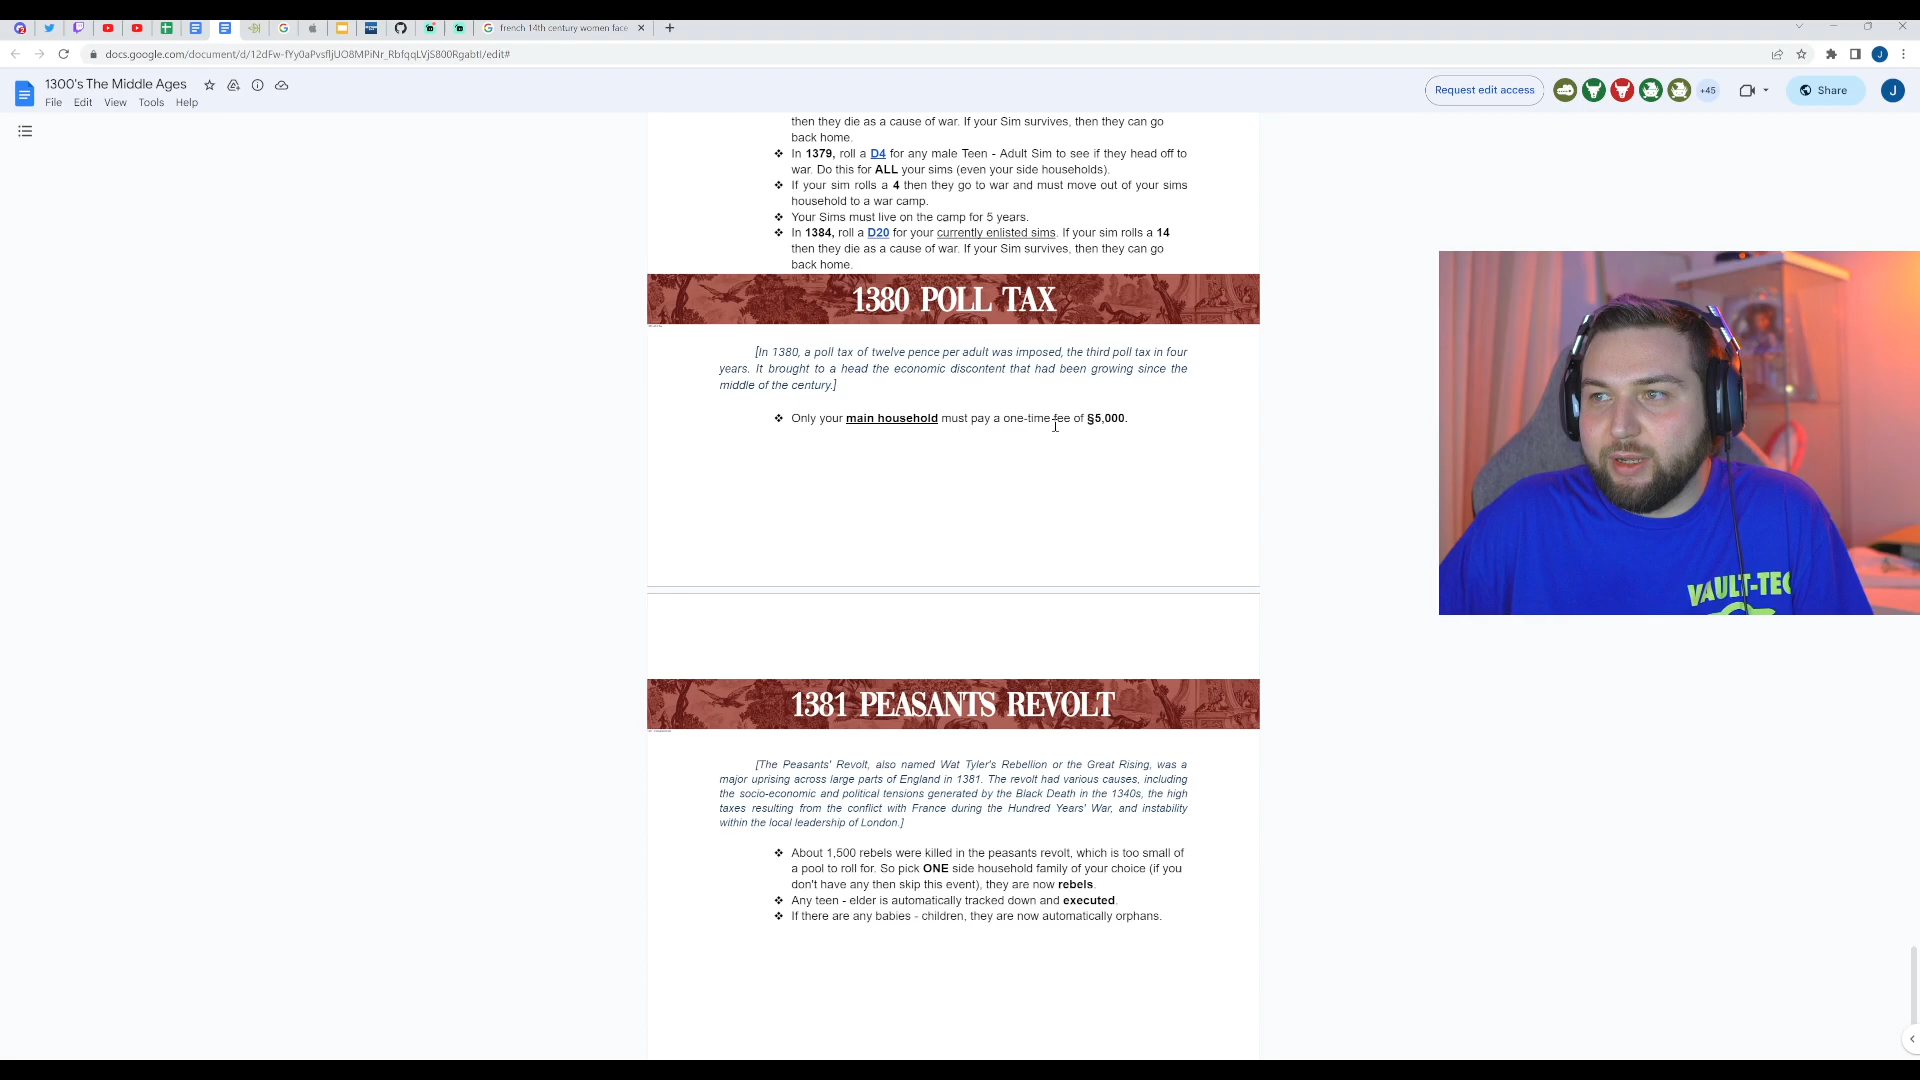 french 14th century women face
docs.google.com/document/d/12dFw-fYy0aPvsfljUO8MPiNr_RbfqqLVjS800RgabtI/edit#
1300's The Middle Ages
File Edit View Tools Help
Request edit access
+45
Share
J
then they die as a cause of war. If your Sim survives, then they can go
back home.
❖ In 1379, roll a D4 for any male Teen - Adult Sim to see if they head off to
war. Do this for ALL your sims (even your side households).
❖ If your sim rolls a 4 then they go to war and must move out of your sims
household to a war camp.
❖ Your Sims must live on the camp for 5 years.
❖ In 1384, roll a D20 for your currently enlisted sims. If your sim rolls a 14
then they die as a cause of war. If your Sim survives, then they can go
back home.
1380 POLL TAX
[In 1380, a poll tax of twelve pence per adult was imposed, the third poll tax in four
years. It brought to a head the economic discontent that had been growing since the
middle of the century.]
❖ Only your main household must pay a one-time fee of §5,000.
VAULT-TEC
1381 PEASANTS REVOLT
[The Peasants' Revolt, also named Wat Tyler's Rebellion or the Great Rising, was a
major uprising across large parts of England in 1381. The revolt had various causes, including
the socio-economic and political tensions generated by the Black Death in the 1340s, the high
taxes resulting from the conflict with France during the Hundred Years' War, and instability
within the local leadership of London.]
❖ About 1,500 rebels were killed in the peasants revolt, which is too small of
a pool to roll for. So pick ONE side household family of your choice (if you
don't have any then skip this event), they are now rebels.
❖ Any teen - elder is automatically tracked down and executed.
❖ If there are any babies - children, they are now automatically orphans.